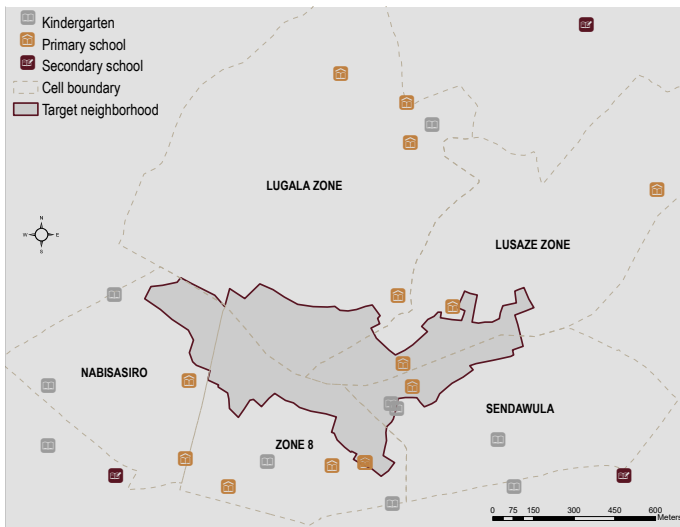 Kindergarten
Primary school
Secondary school
Cell boundary
Target neighborhood
LUGALA ZONE
LUSAZE ZONE
N
W E
S
NABISASIRO
SENDAWULA
ZONE 8
0 75 150 300 450 600
Meters